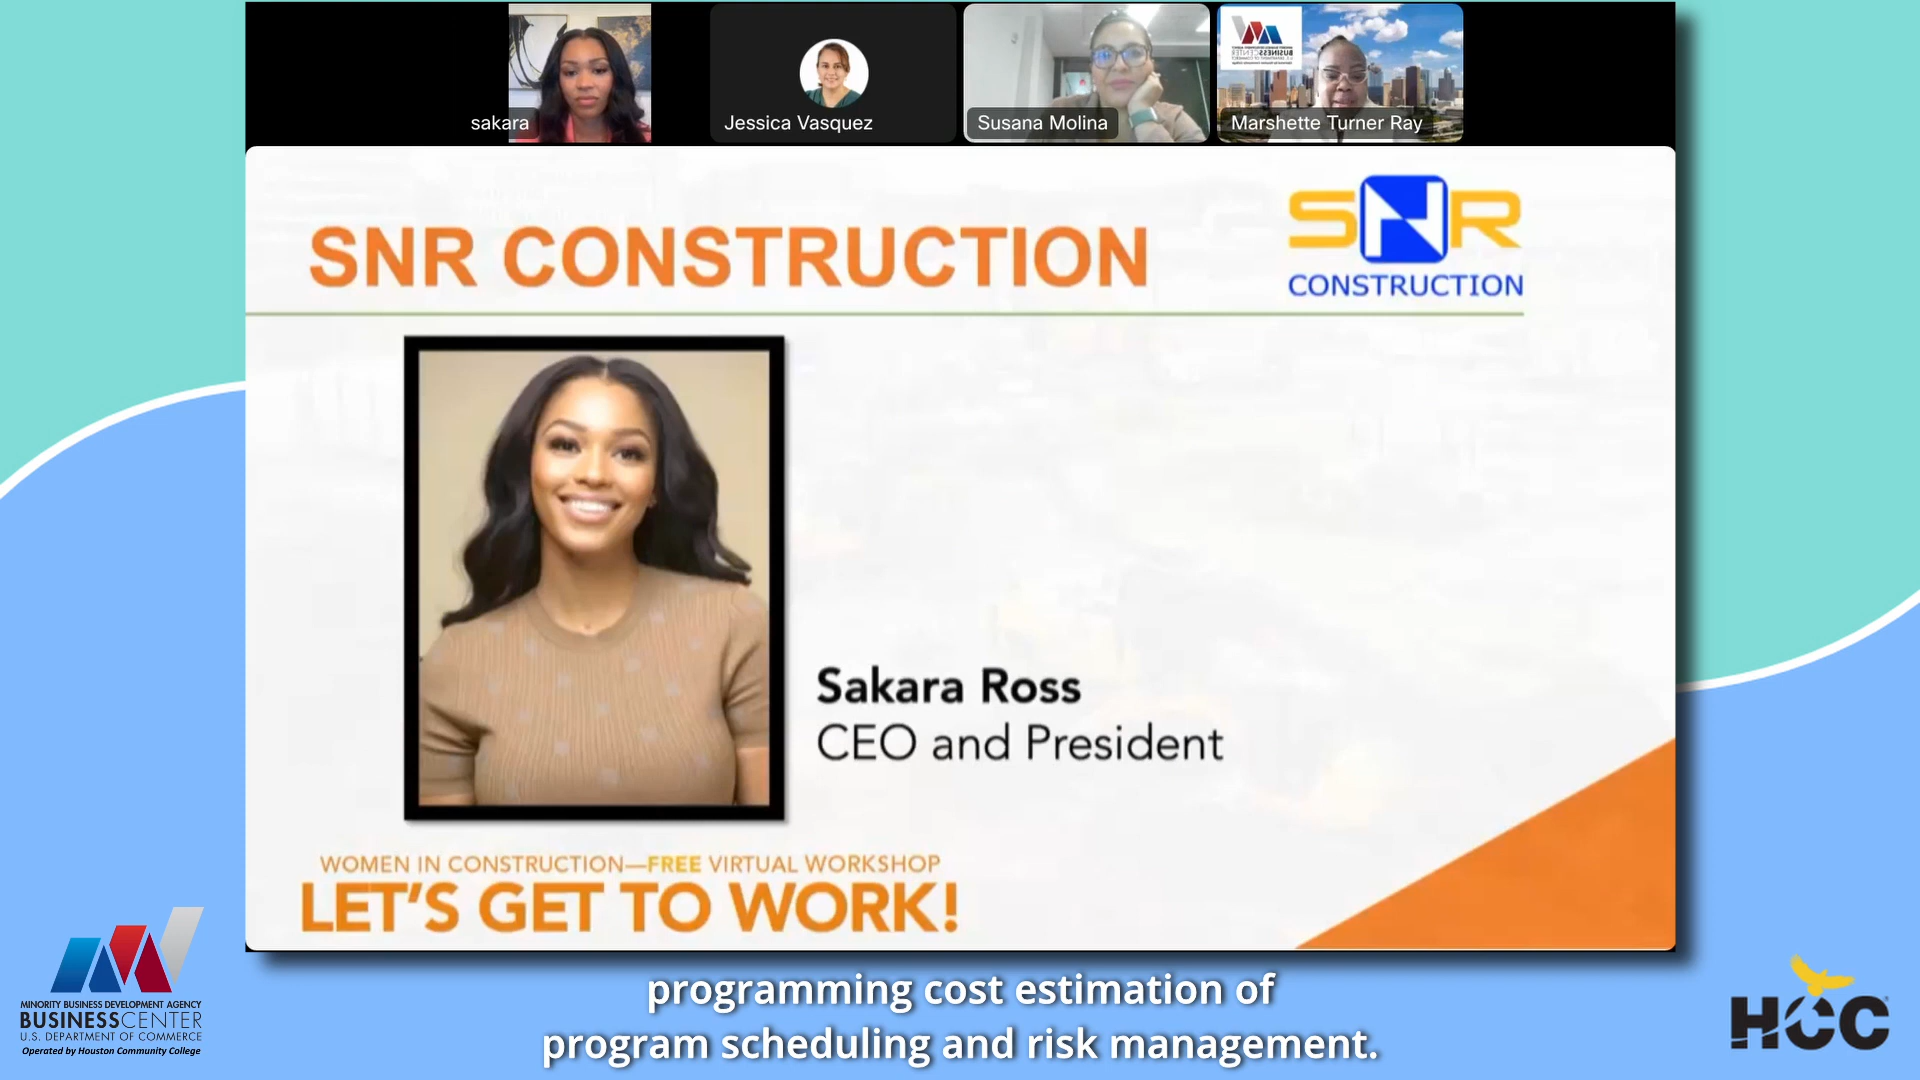 sakara
Jessica Vasquez
Susana Molina
Marshette Turner Ray
SNR CONSTRUCTION
SNR
CONSTRUCTION
Sakara Ross
CEO and President
WOMEN IN CONSTRUCTION—FREE VIRTUAL WORKSHOP
LET'S GET TO WORK!
MINORITY BUSINESS DEVELOPMENT AGENCY
BUSINESSCENTER
U.S. DEPARTMENT OF COMMERCE
Operated by Houston Community College
programming cost estimation of
program scheduling and risk management.
HCC